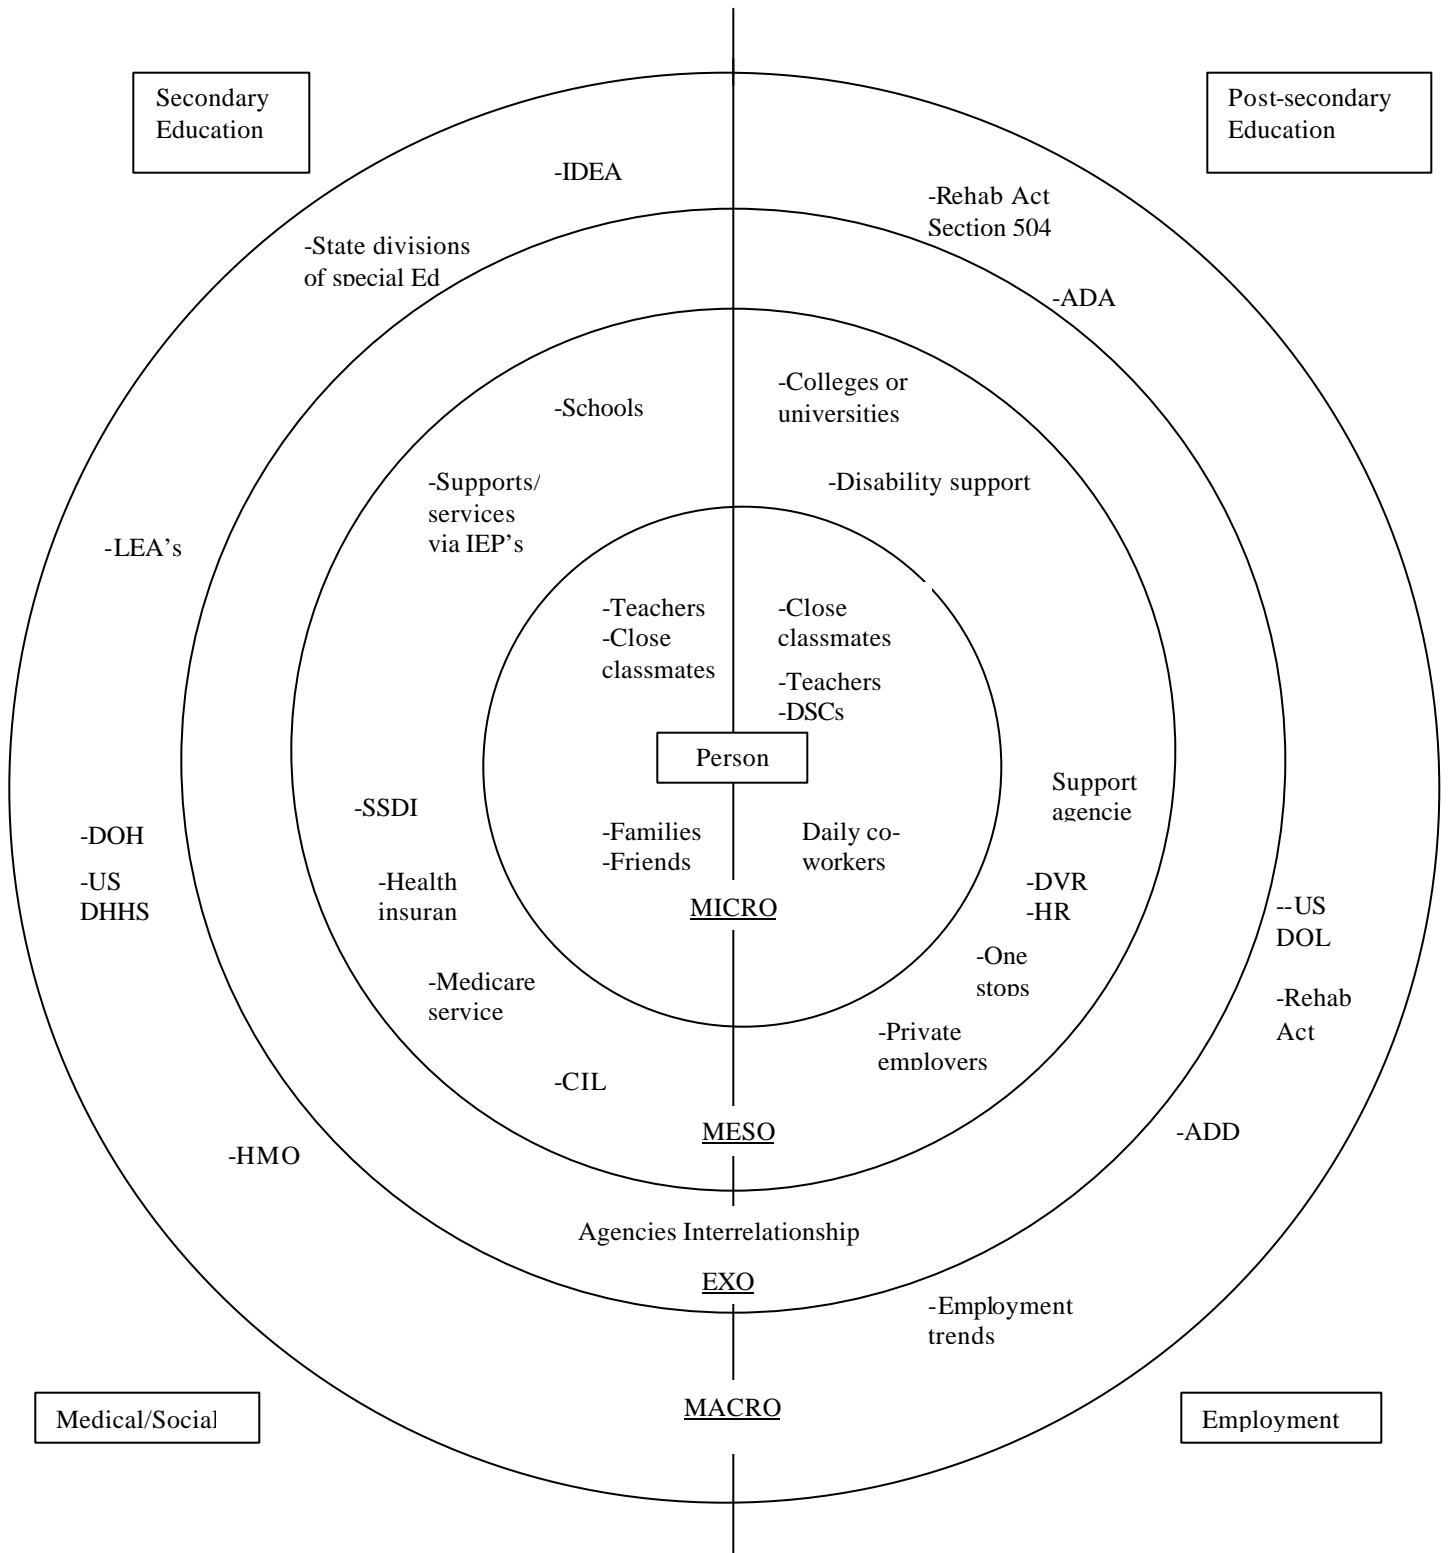 Secondary
Education
Post-secondary
Education
-IDEA
-Rehab Act
Section 504
-State divisions
of special Ed
-ADA
-Colleges or
universities
-Schools
-Supports/
services
via IEP's
-Disability support
-LEA's
-Teachers
-Close
classmates
-Close
classmates
-Teachers
-DSCs
Person
Support
agencie
-SSDI
-DOH
-US
DHHS
-Families
-Friends
Daily co-
workers
-Health
insuran
-DVR
-HR
MICRO
--US
DOL
-One
stops
-Medicare
service
-Rehab
Act
-Private
employers
-CIL
MESO
-ADD
-HMO
Agencies Interrelationship
EXO
-Employment
trends
MACRO
Medical/Social
Employment